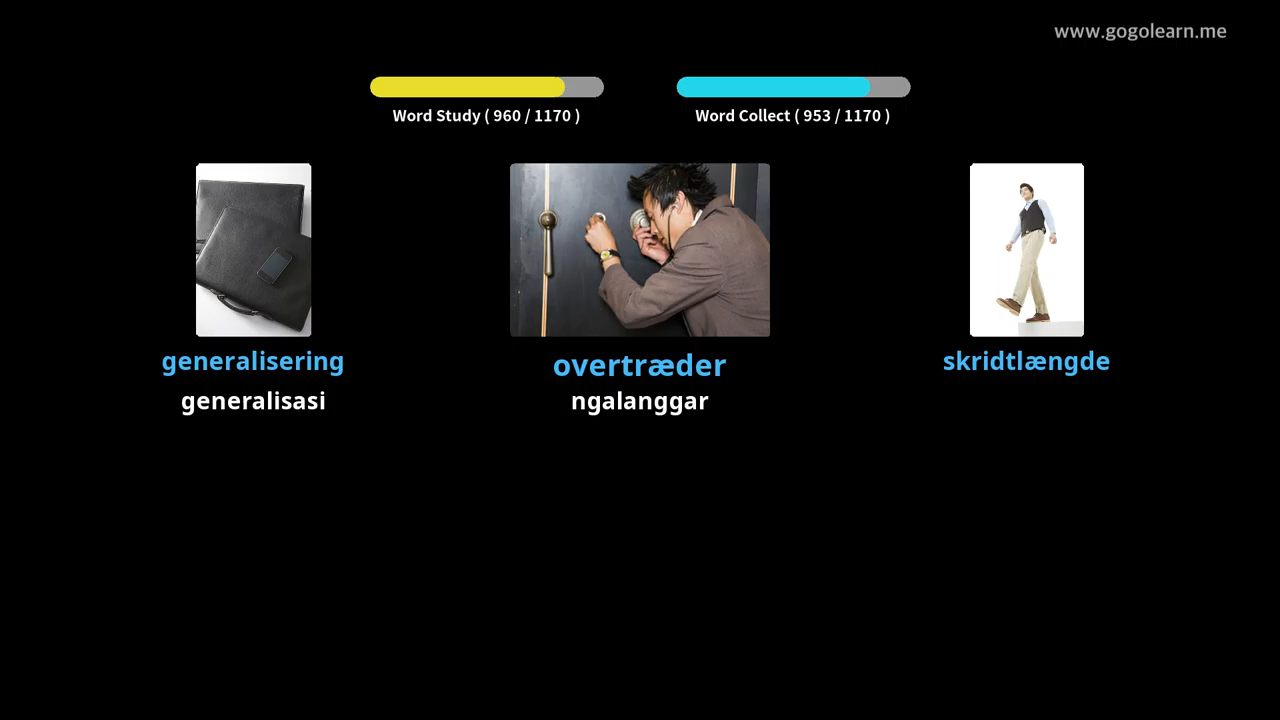 www.gogolearn.me
Word Study ( 960 / 1170 )
Word Collect ( 953 / 1170 )
generalisering
generalisasi
overtræder
ngalanggar
skridtlængde